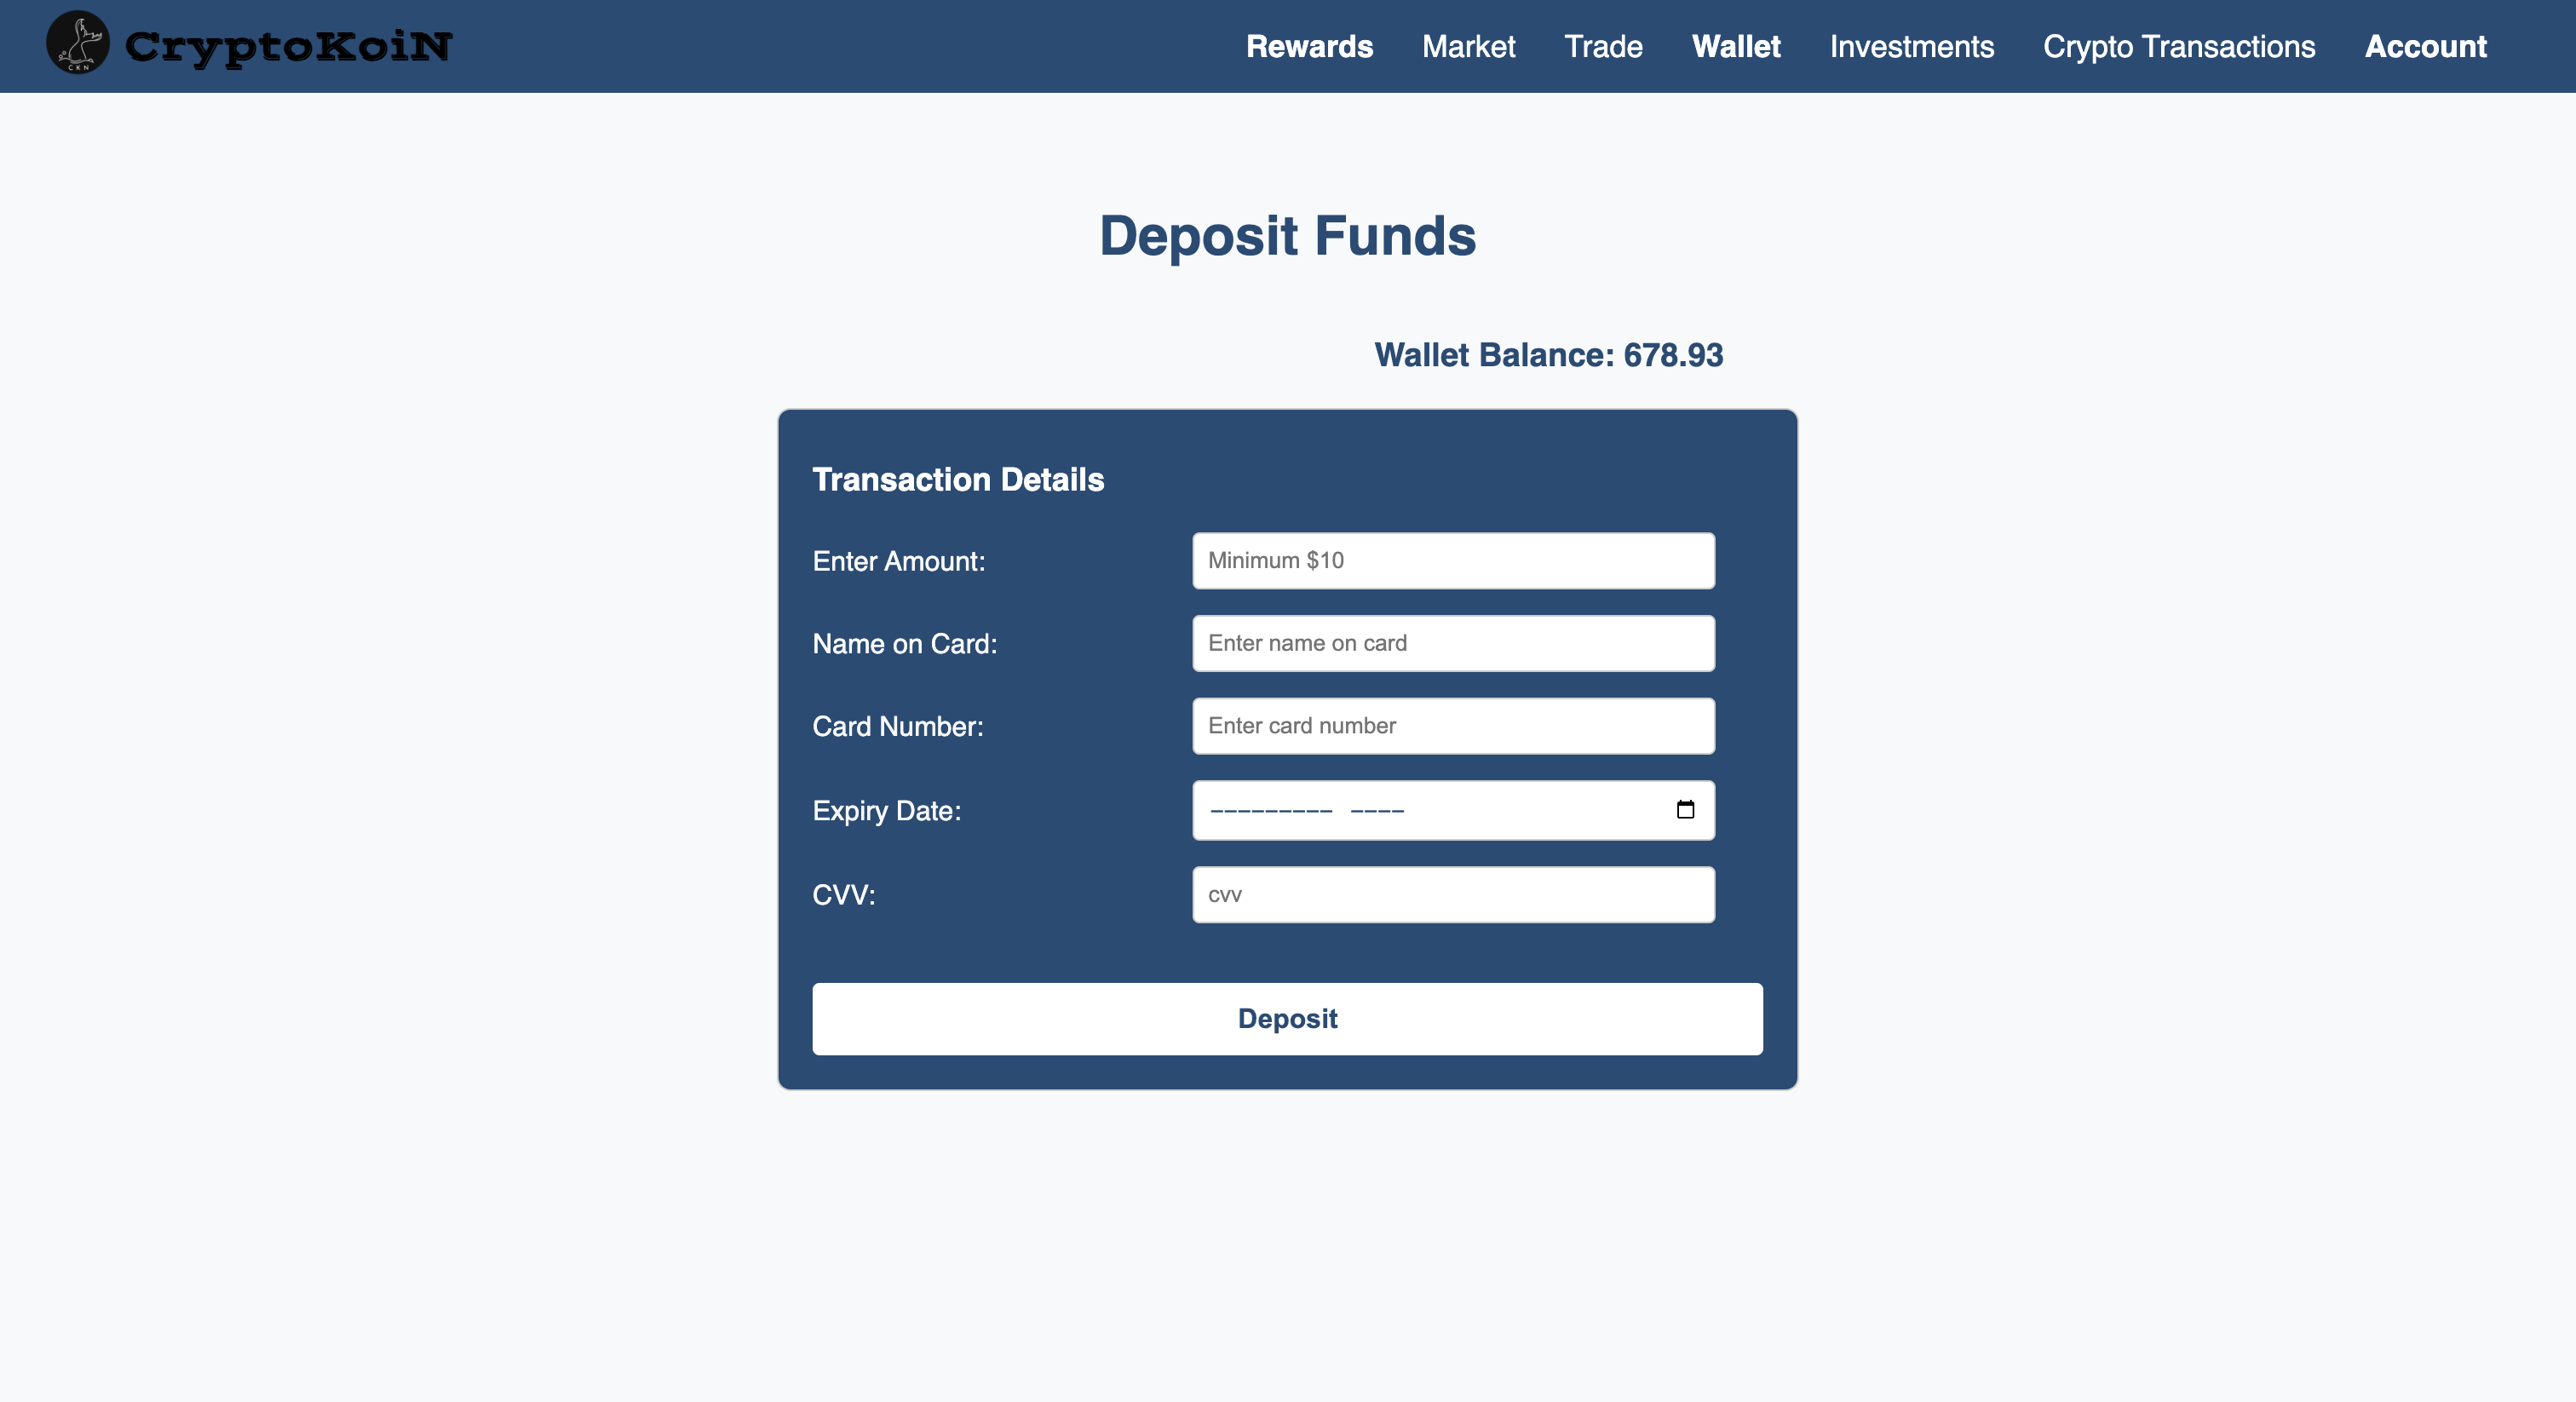 CKN
CryptoKoiN
Rewards Market Trade Wallet Investments Crypto Transactions Account
Deposit Funds
Wallet Balance: 678.93
Transaction Details
Enter Amount: Minimum $10
Name on Card: Enter name on card
Card Number: Enter card number
Expiry Date: --------- ----
CVV: cvv
Deposit